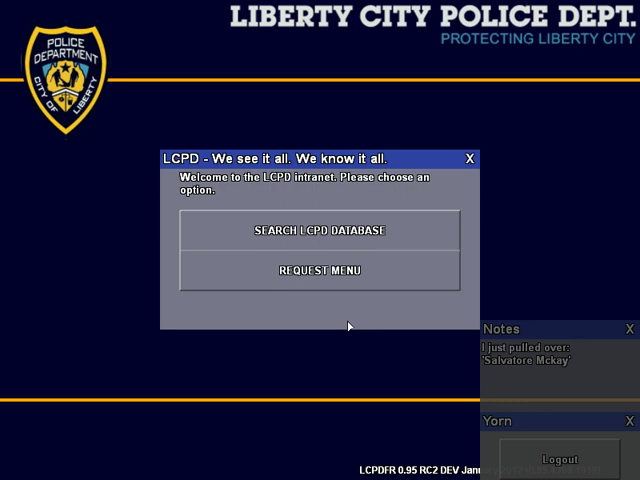 LIBERTY CITY POLICE DEPT.
PROTECTING LIBERTY CITY
POLICE
DEPARTMENT
CITY OF LIBERTY
LCPD - We see it all. We know it all. X
Welcome to the LCPD intranet. Please choose an
option.
SEARCH LCPD DATABASE
REQUEST MENU
Notes X
I just pulled over:
'Salvatore Mckay'
Yorn X
Logout
LCPDFR 0.95 RC2 DEV